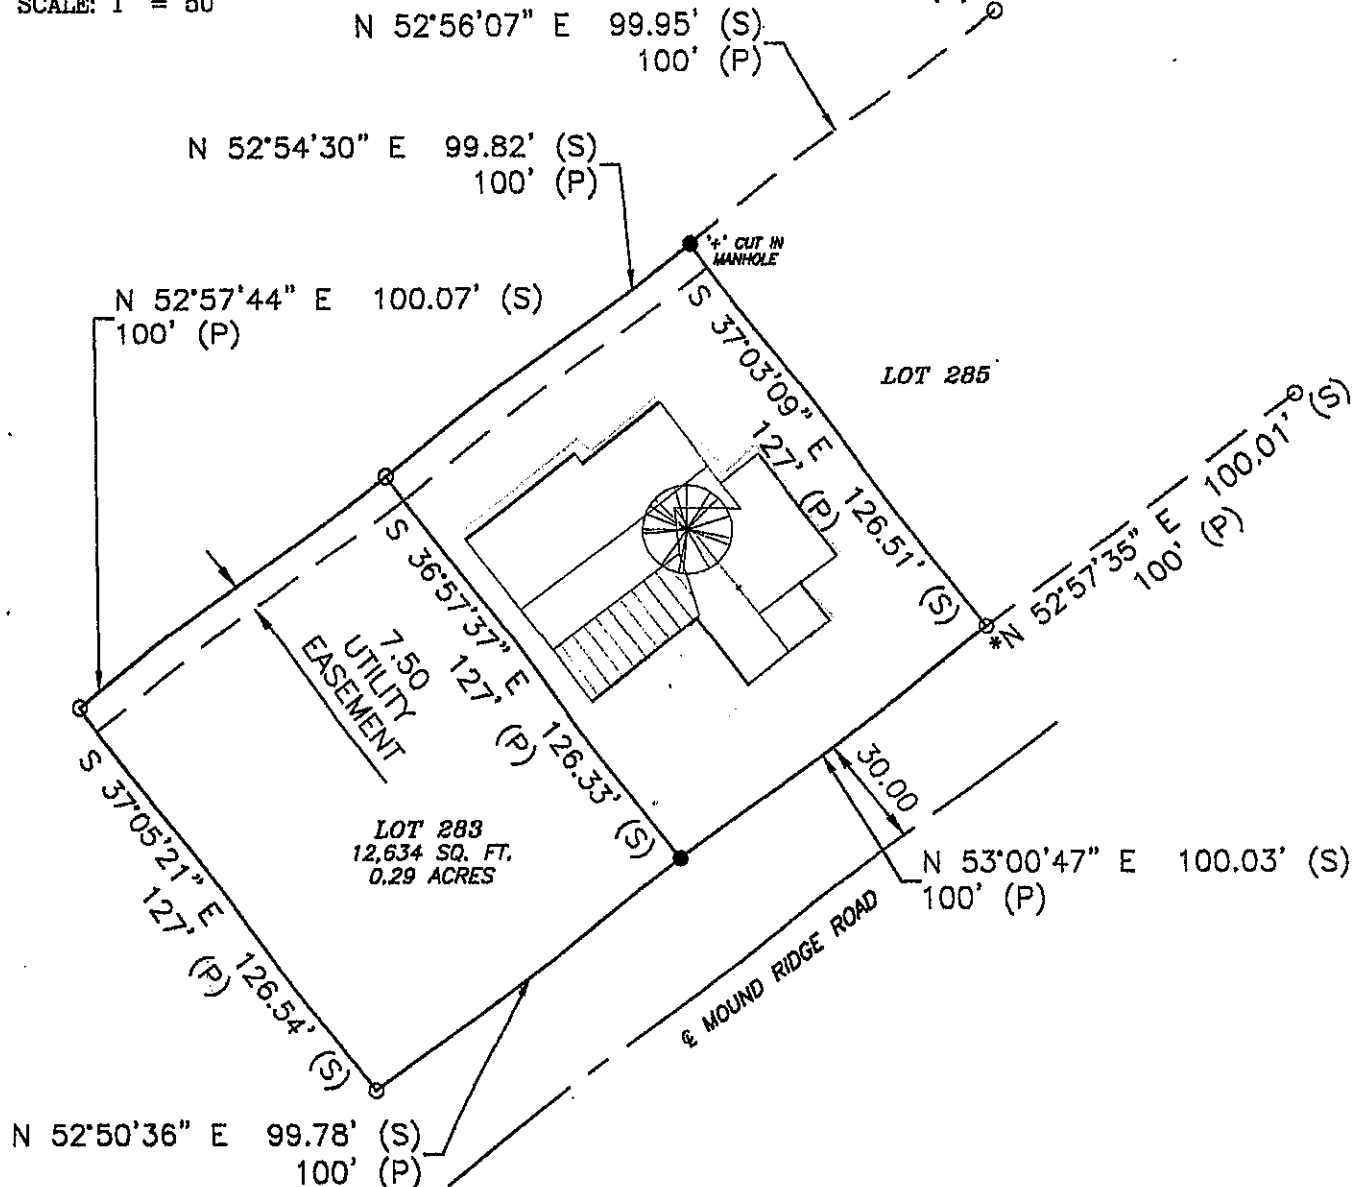 SCALE: 1" = 50'
N 52°56'07" E 99.95' (S)
100' (P)
N 52°54'30" E 99.82' (S)
100' (P)
'+' CUT IN
MANHOLE
N 52°57'44" E 100.07' (S)
100' (P)
S 37°03'09" E 126.51' (S)
127' (P)
LOT 285
*N 52°57'35" E 100.01' (S)
100' (P)
S 36°57'37" E 126.33' (S)
127' (P)
7.50
UTILITY
EASEMENT
30.00
S 37°05'21" E 126.54' (S)
127' (P)
LOT 283
12,634 SQ. FT.
0.29 ACRES
N 53°00'47" E 100.03' (S)
100' (P)
℄ MOUND RIDGE ROAD
N 52°50'36" E 99.78' (S)
100' (P)